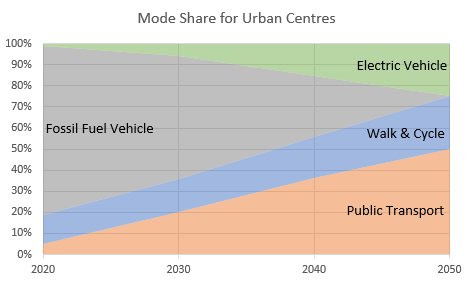 Mode Share for Urban Centres
100%
90%
80%
70%
60%
50%
40%
30%
20%
10%
0%
Electric Vehicle
Fossil Fuel Vehicle
Walk & Cycle
Public Transport
2020 2030 2040 2050